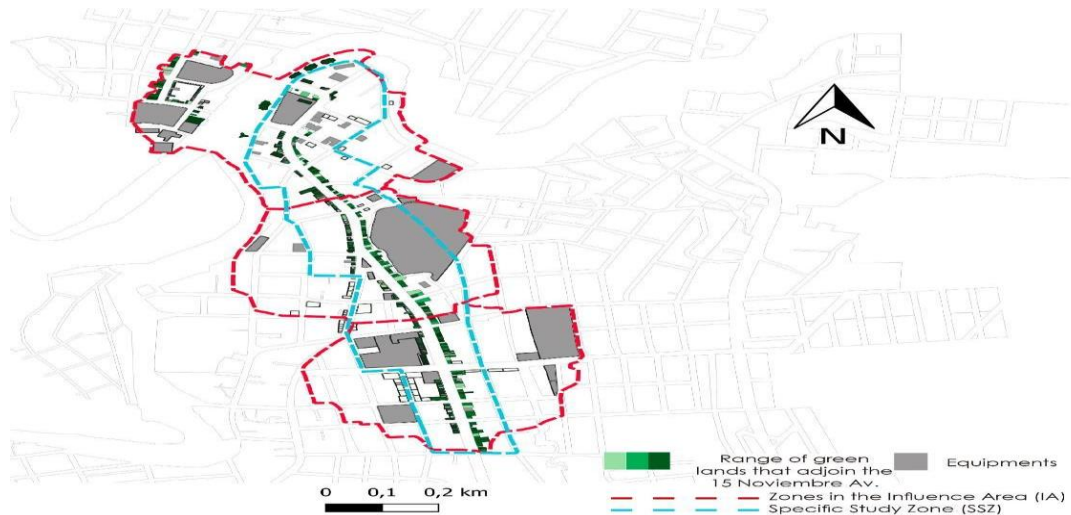 N
Range of green
lands that adjoin the
15 Noviembre Av.
Equipments
Zones in the Influence Area (IA)
Specific Study Zone (SSZ)
0 0,1 0,2 km